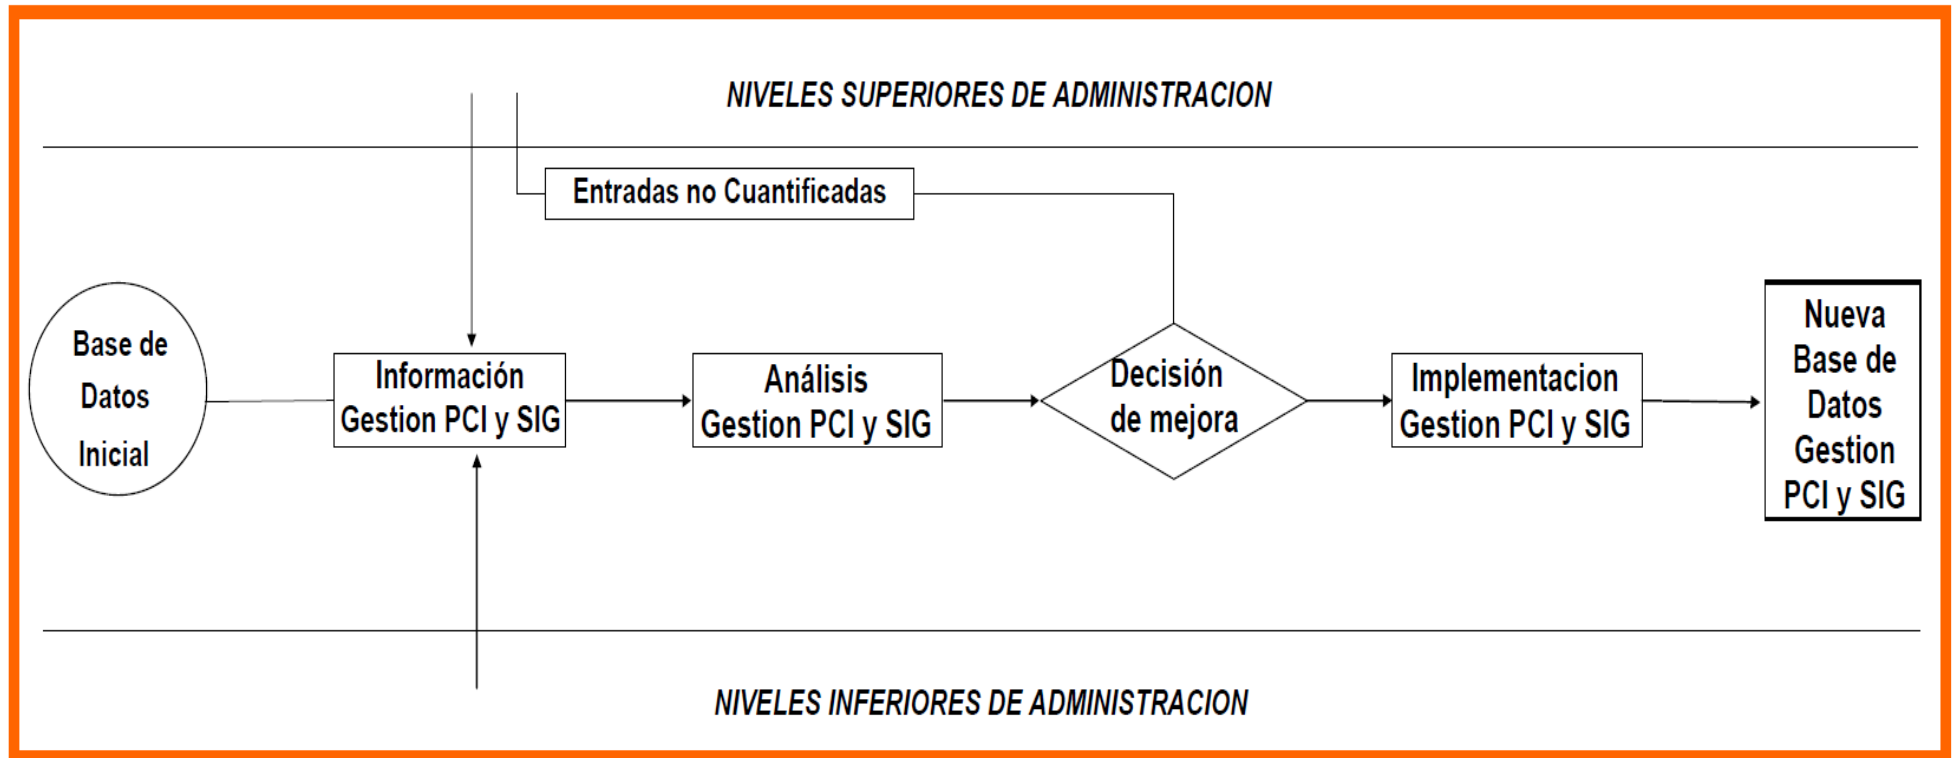 NIVELES SUPERIORES DE ADMINISTRACION
Entradas no Cuantificadas
Base de
Datos
Inicial
Informaciόn
Gestion PCI y SIG
Análisis
Gestion PCI y SIG
Decisión
de mejora
Implementacion
Gestion PCI y SIG
Nueva
Base de
Datos
Gestion
PCI y SIG
NIVELES INFERIORES DE ADMINISTRACION